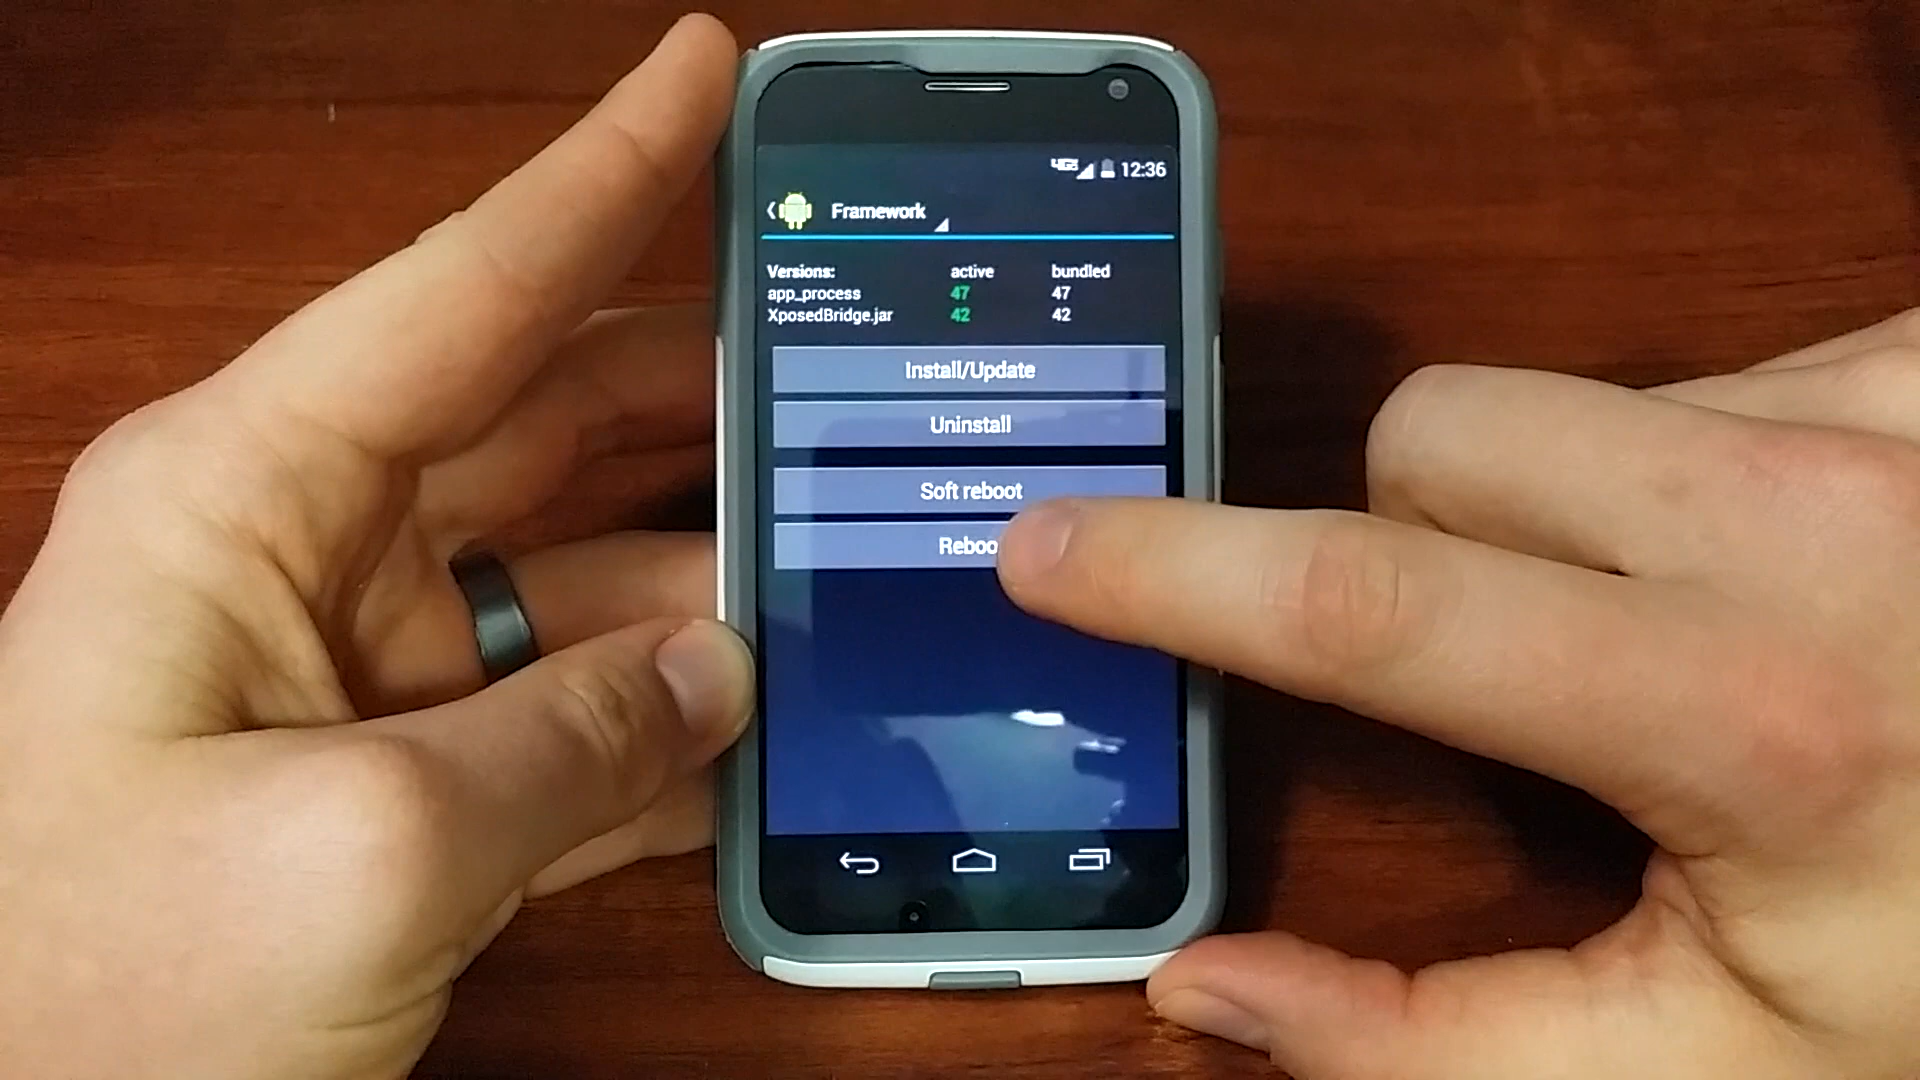 4G 12:36
Framework
Versions: active bundled
app_process 47 47
XposedBridge.jar 42 42
Install/Update
Uninstall
Soft reboot
Reboo